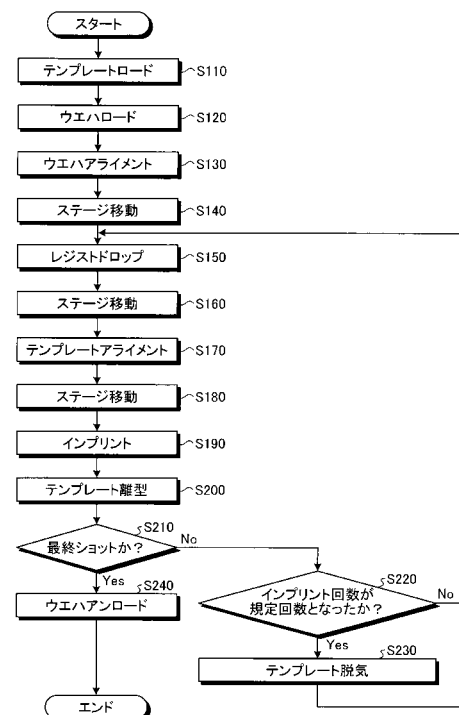 スタート
テンプレートロード
S110
ウエハロード
S120
ウエハアライメント
S130
ステージ移動
S140
レジストドロップ
S150
ステージ移動
S160
テンプレートアライメント
S170
ステージ移動
S180
インプリント
S190
テンプレート離型
S200
S210
最終ショットか?
No
Yes
S240
ウエハアンロード
S220
インプリント回数が
規定回数となったか?
No
Yes
S230
テンプレート脱気
エンド